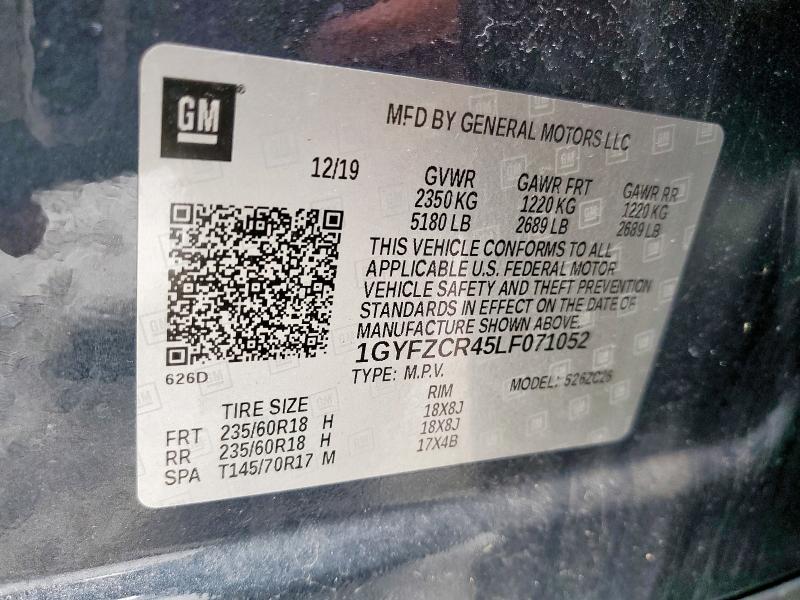 GM
MFD BY GENERAL MOTORS LLC
12/19 GVWR GAWR FRT GAWR RR
2350 KG 1220 KG 1220 KG
5180 LB 2689 LB 2689 LB
THIS VEHICLE CONFORMS TO ALL
APPLICABLE U.S. FEDERAL MOTOR
VEHICLE SAFETY AND THEFT PREVENTION
STANDARDS IN EFFECT ON THE DATE OF
MANUFACTURE SHOWN ABOVE.
1GYFZCR45LF071052
626D
TYPE: M.P.V. MODEL: 526ZC26
TIRE SIZE RIM
FRT 235/60R18 H 18X8J
RR 235/60R18 H 18X8J
SPA T145/70R17 M 17X4B